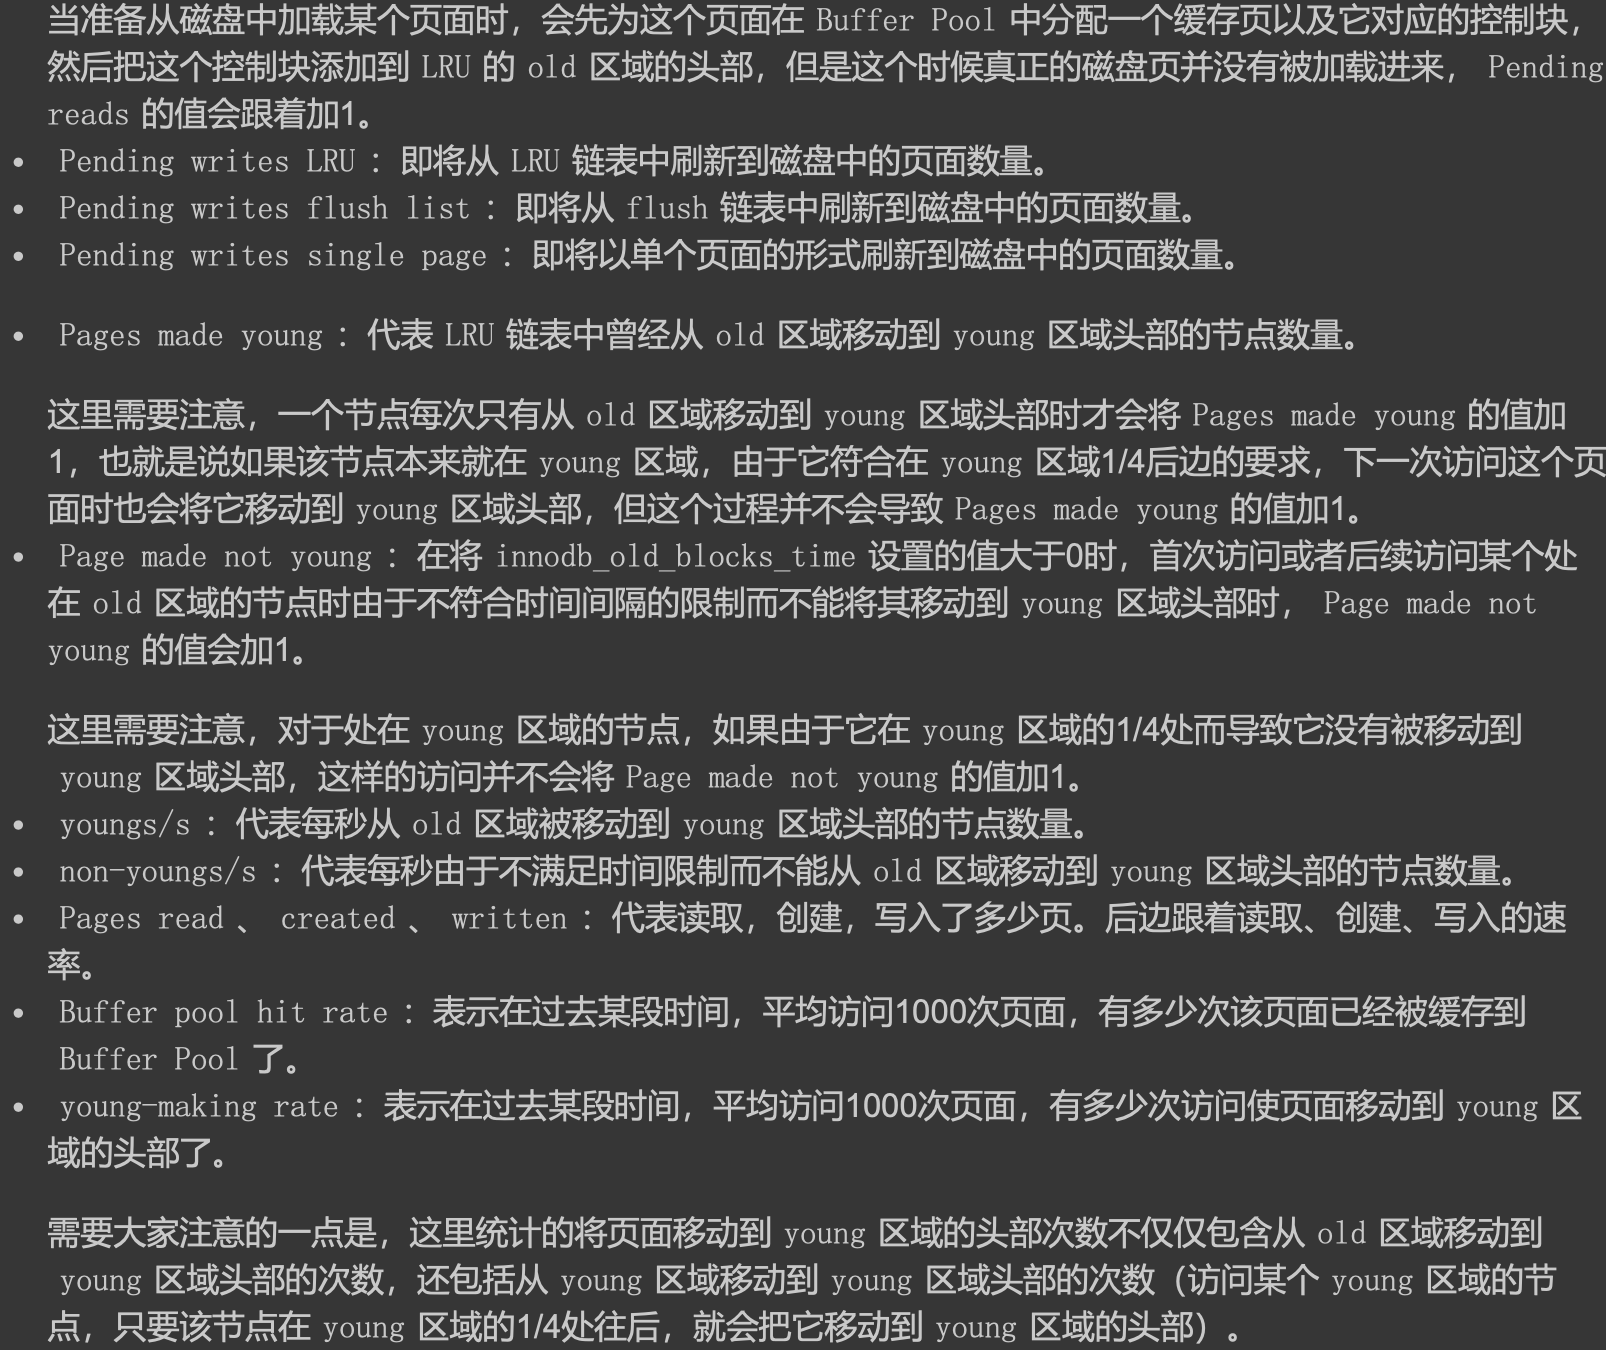 当准备从磁盘中加载某个页面时，会先为这个页面在 Buffer Pool 中分配一个缓存页以及它对应的控制块，
然后把这个控制块添加到 LRU 的 old 区域的头部，但是这个时候真正的磁盘页并没有被加载进来， Pending
reads 的值会跟着加1。
• Pending writes LRU ：即将从 LRU 链表中刷新到磁盘中的页面数量。
• Pending writes flush list ：即将从 flush 链表中刷新到磁盘中的页面数量。
• Pending writes single page ：即将以单个页面的形式刷新到磁盘中的页面数量。
• Pages made young ：代表 LRU 链表中曾经从 old 区域移动到 young 区域头部的节点数量。
这里需要注意，一个节点每次只有从 old 区域移动到 young 区域头部时才会将 Pages made young 的值加
1，也就是说如果该节点本来就在 young 区域，由于它符合在 young 区域1/4后边的要求，下一次访问这个页
面时也会将它移动到 young 区域头部，但这个过程并不会导致 Pages made young 的值加1。
• Page made not young ：在将 innodb_old_blocks_time 设置的值大于0时，首次访问或者后续访问某个处
在 old 区域的节点时由于不符合时间间隔的限制而不能将其移动到 young 区域头部时， Page made not
young 的值会加1。
这里需要注意，对于处在 young 区域的节点，如果由于它在 young 区域的1/4处而导致它没有被移动到
young 区域头部，这样的访问并不会将 Page made not young 的值加1。
• youngs/s ：代表每秒从 old 区域被移动到 young 区域头部的节点数量。
• non-youngs/s ：代表每秒由于不满足时间限制而不能从 old 区域移动到 young 区域头部的节点数量。
• Pages read 、 created 、 written ：代表读取，创建，写入了多少页。后边跟着读取、创建、写入的速
率。
• Buffer pool hit rate ：表示在过去某段时间，平均访问1000次页面，有多少次该页面已经被缓存到
Buffer Pool 了。
• young-making rate ：表示在过去某段时间，平均访问1000次页面，有多少次访问使页面移动到 young 区
域的头部了。
需要大家注意的一点是，这里统计的将页面移动到 young 区域的头部次数不仅仅包含从 old 区域移动到
young 区域头部的次数，还包括从 young 区域移动到 young 区域头部的次数（访问某个 young 区域的节
点，只要该节点在 young 区域的1/4处往后，就会把它移动到 young 区域的头部）。